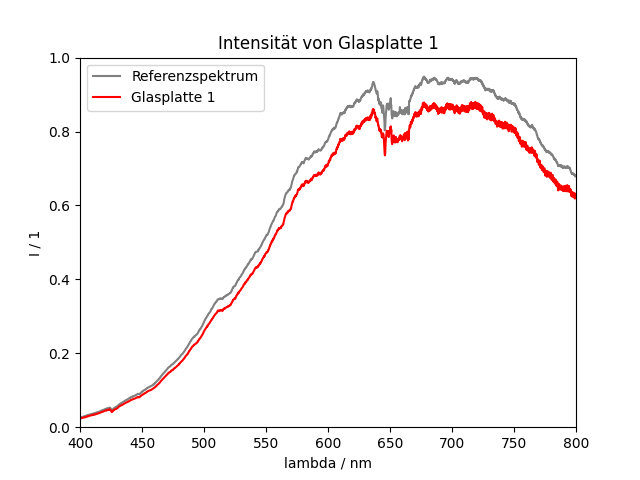 Intensität von Glasplatte 1
Referenzspektrum
Glasplatte 1
I / 1
1.0
0.8
0.6
0.4
0.2
0.0
400 450 500 550 600 650 700 750 800
lambda / nm